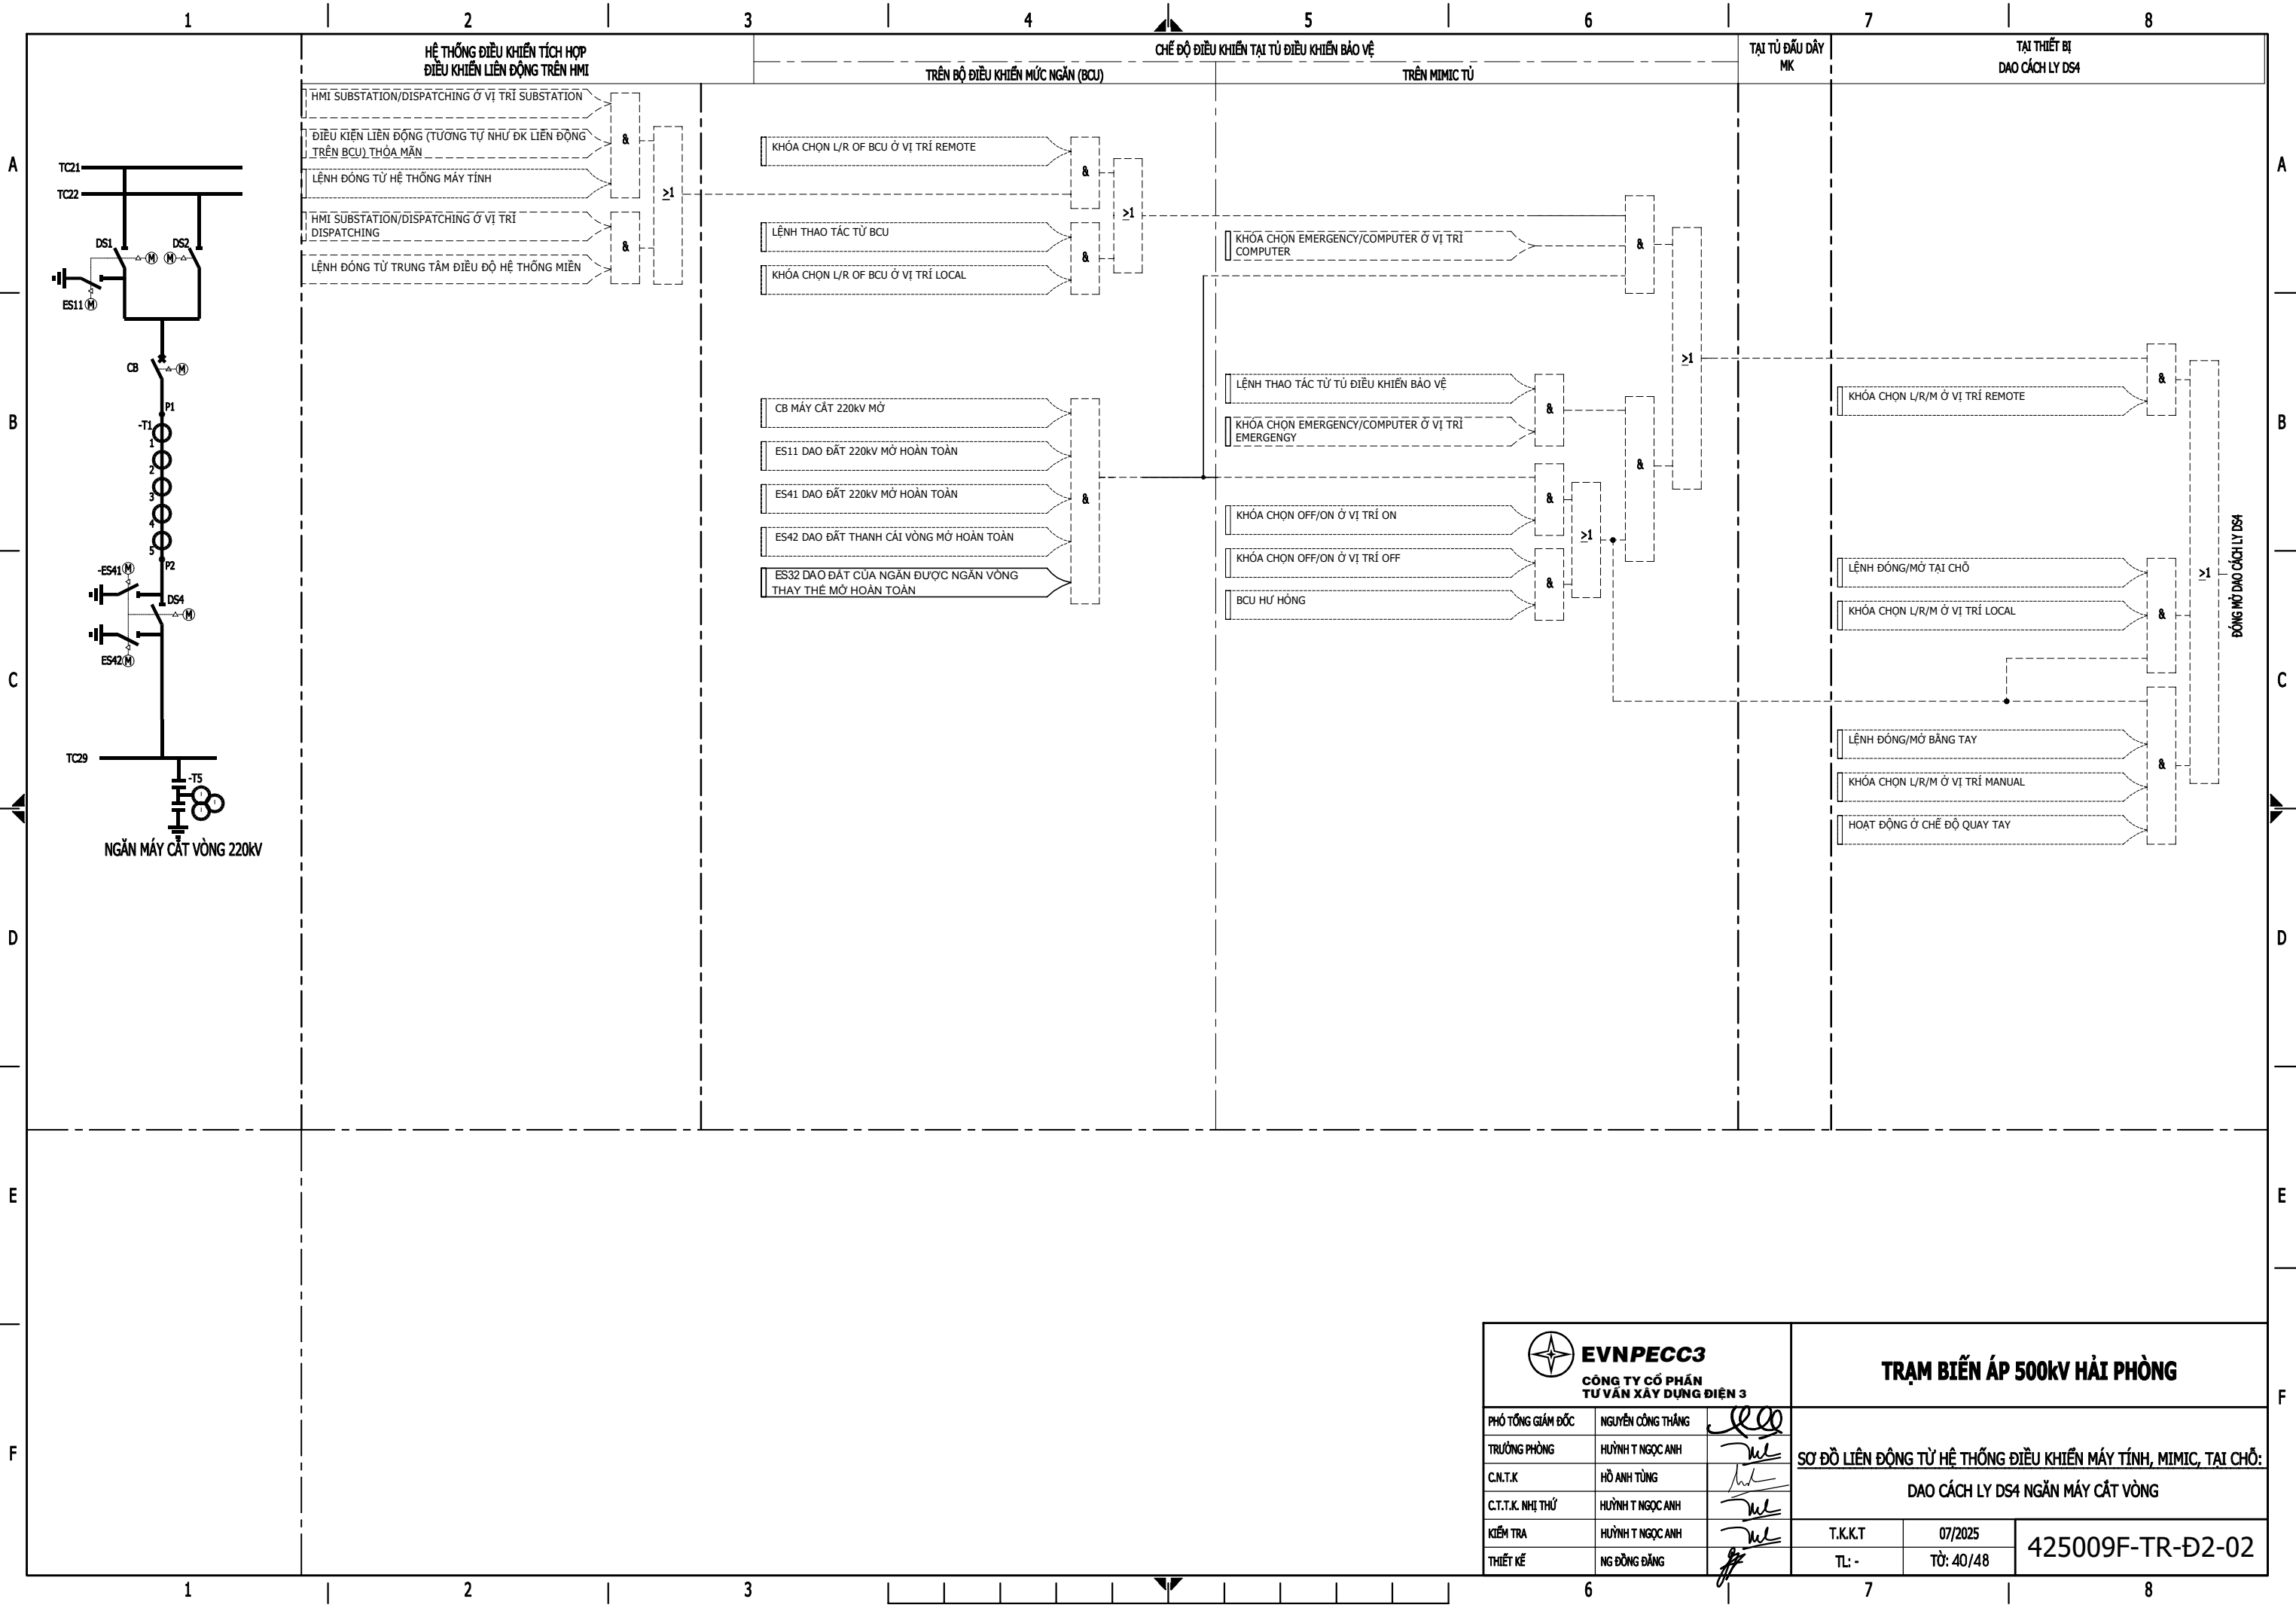 1 2 3 4 5 6 7 8
HỆ THỐNG ĐIỀU KHIỂN TÍCH HỢP
ĐIỀU KHIỂN LIÊN ĐỘNG TRÊN HMI
CHẾ ĐỘ ĐIỀU KHIỂN TẠI TỦ ĐIỀU KHIỂN BẢO VỆ
TRÊN BỘ ĐIỀU KHIỂN MỨC NGĂN (BCU)
TRÊN MIMIC TỦ
TẠI TỦ ĐẤU DÂY
MK
TẠI THIẾT BỊ
DAO CÁCH LY DS4
A
B
C
D
E
F
TC21
TC22
DS1
DS2
M
M
ES11
M
CB
M
P1
-T1
1
2
3
4
5
P2
-ES41
M
DS4
M
ES42
M
TC29
-T5
NGĂN MÁY CẮT VÒNG 220kV
HMI SUBSTATION/DISPATCHING Ở VỊ TRÍ SUBSTATION
ĐIỀU KIỆN LIÊN ĐỘNG (TƯƠNG TỰ NHƯ ĐK LIÊN ĐỘNG
TRÊN BCU) THỎA MÃN
LỆNH ĐÓNG TỪ HỆ THỐNG MÁY TÍNH
HMI SUBSTATION/DISPATCHING Ở VỊ TRÍ
DISPATCHING
LỆNH ĐÓNG TỪ TRUNG TÂM ĐIỀU ĐỘ HỆ THỐNG MIỀN
&
&
≥1
KHÓA CHỌN L/R OF BCU Ở VỊ TRÍ REMOTE
LỆNH THAO TÁC TỪ BCU
KHÓA CHỌN L/R OF BCU Ở VỊ TRÍ LOCAL
&
&
≥1
CB MÁY CẮT 220kV MỞ
ES11 DAO ĐẤT 220kV MỞ HOÀN TOÀN
ES41 DAO ĐẤT 220kV MỞ HOÀN TOÀN
ES42 DAO ĐẤT THANH CÁI VÒNG MỞ HOÀN TOÀN
ES32 DAO ĐẤT CỦA NGĂN ĐƯỢC NGĂN VÒNG
THAY THẾ MỞ HOÀN TOÀN
&
KHÓA CHỌN EMERGENCY/COMPUTER Ở VỊ TRÍ
COMPUTER
&
LỆNH THAO TÁC TỪ TỦ ĐIỀU KHIỂN BẢO VỆ
KHÓA CHỌN EMERGENCY/COMPUTER Ở VỊ TRÍ
EMERGENGY
&
KHÓA CHỌN OFF/ON Ở VỊ TRÍ ON
KHÓA CHỌN OFF/ON Ở VỊ TRÍ OFF
BCU HƯ HỎNG
&
&
≥1
&
≥1
KHÓA CHỌN L/R/M Ở VỊ TRÍ REMOTE
&
LỆNH ĐÓNG/MỞ TẠI CHỖ
KHÓA CHỌN L/R/M Ở VỊ TRÍ LOCAL
&
LỆNH ĐÓNG/MỞ BẰNG TAY
KHÓA CHỌN L/R/M Ở VỊ TRÍ MANUAL
HOẠT ĐỘNG Ở CHẾ ĐỘ QUAY TAY
&
≥1
ĐÓNG MỞ DAO CÁCH LY DS4
A
B
C
D
E
F
EVNPECC3
CÔNG TY CỔ PHẦN
TƯ VẤN XÂY DỰNG ĐIỆN 3
TRẠM BIẾN ÁP 500kV HẢI PHÒNG
PHÓ TỔNG GIÁM ĐỐC NGUYỄN CÔNG THẮNG
TRƯỞNG PHÒNG HUỲNH T NGỌC ANH
C.N.T.K HỒ ANH TÙNG
C.T.T.K. NHỊ THỨ HUỲNH T NGỌC ANH
KIỂM TRA HUỲNH T NGỌC ANH
THIẾT KẾ NG ĐỒNG ĐĂNG
SƠ ĐỒ LIÊN ĐỘNG TỪ HỆ THỐNG ĐIỀU KHIỂN MÁY TÍNH, MIMIC, TẠI CHỖ:
DAO CÁCH LY DS4 NGĂN MÁY CẮT VÒNG
T.K.K.T 07/2025
TL: - TỜ: 40/48
425009F-TR-Đ2-02
1 2 3 6 7 8